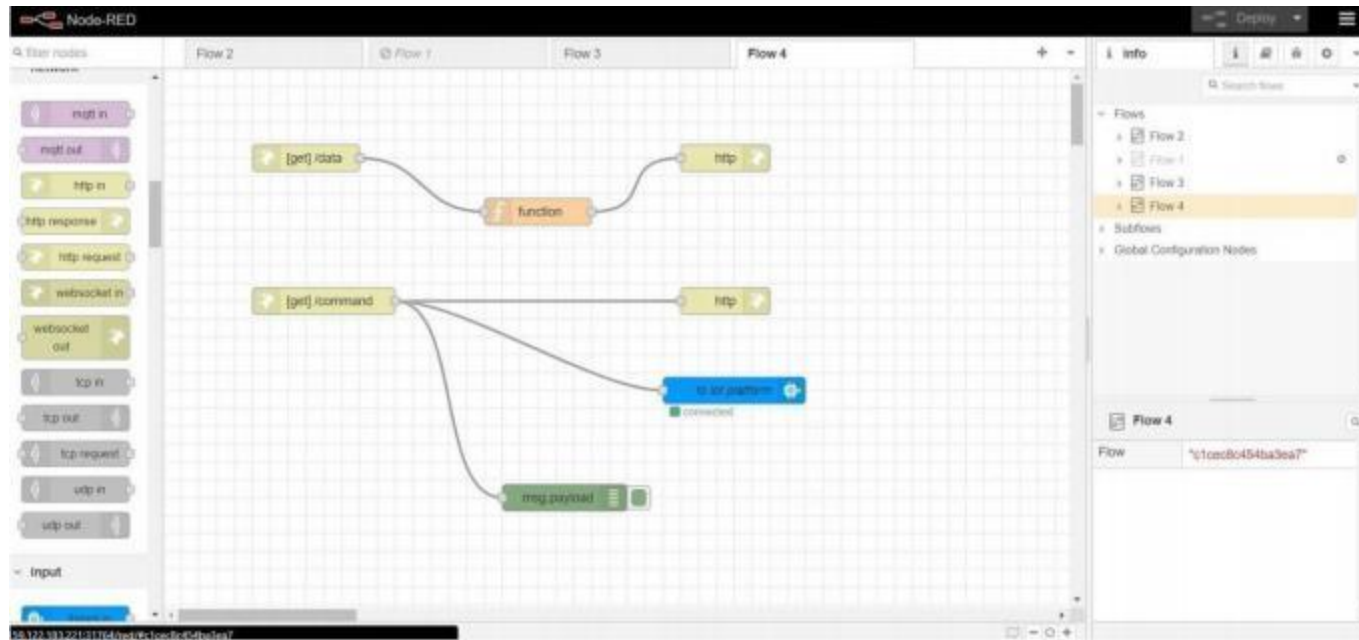 Node-RED
Deploy
filter nodes
Flow 2
Flow 1
Flow 3
Flow 4
i info
network
mqtt in
mqtt out
http in
http response
http request
websocket in
websocket out
tcp in
tcp out
tcp request
udp in
udp out
input
[get] /data
http
function
[get] /command
http
connected
msg.payload
Search flows
Flows
Flow 2
Flow 1
Flow 3
Flow 4
Subflows
Global Configuration Nodes
Flow 4
Flow
"c1cec8c454ba3ea7"